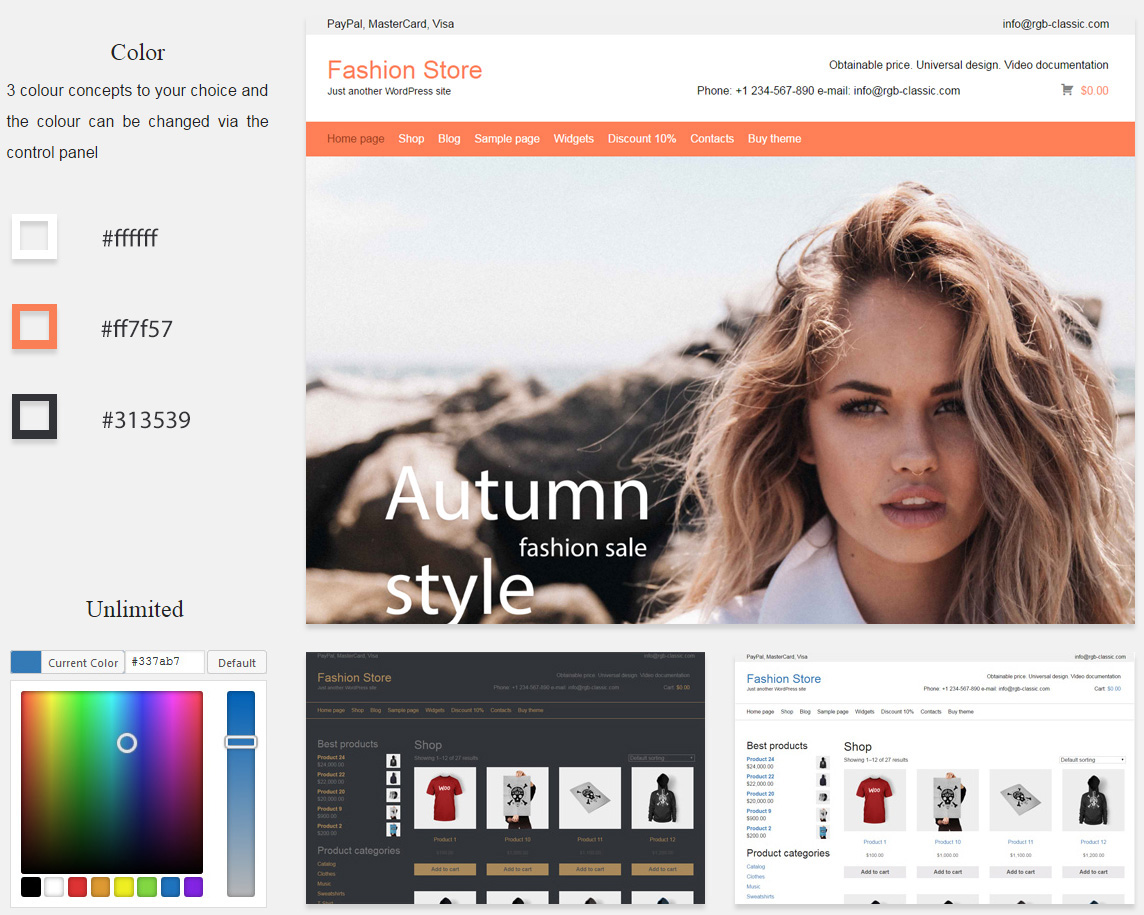 Color
3 colour concepts to your choice and
the colour can be changed via the
control panel
#ffffff
#ff7f57
#313539
Unlimited
Current Color
#337ab7
Default
PayPal, MasterCard, Visa
info@rgb-classic.com
Fashion Store
Just another WordPress site
Obtainable price. Universal design. Video documentation
Phone: +1 234-567-890 e-mail: info@rgb-classic.com
$0.00
Home page Shop Blog Sample page Widgets Discount 10% Contacts Buy theme
Autumn
fashion sale
style
PayPal, MasterCard, Visa
info@rgb-classic.com
Fashion Store
Just another WordPress site
Obtainable price. Universal design. Video documentation
Phone: +1 234-567-890 e-mail: info@rgb-classic.com
Cart: $0.00
Home page Shop Blog Sample page Widgets Discount 10% Contacts Buy theme
Best products
Product 24
$24,000.00
Product 22
$22,000.00
Product 20
$20,000.00
Product 9
$900.00
Product 2
$200.00
Product categories
Catalog
Clothes
Music
Sweatshirts
Shop
Showing 1–12 of 27 results
Default sorting
WOO
Product 1
Product 10
Product 11
Product 12
Add to cart
Add to cart
Add to cart
Add to cart
PayPal, MasterCard, Visa
info@rgb-classic.com
Fashion Store
Just another WordPress site
Obtainable price. Universal design. Video documentation
Phone: +1 234-567-890 e-mail: info@rgb-classic.com
Cart: $0.00
Home page Shop Blog Sample page Widgets Discount 10% Contacts Buy theme
Best products
Product 24
$24,000.00
Product 22
$22,000.00
Product 20
$20,000.00
Product 9
$900.00
Product 2
$200.00
Product categories
Catalog
Clothes
Music
Sweatshirts
Shop
Showing 1–12 of 27 results
Default sorting
WOO
Product 1
$100.00
Product 10
$1,000.00
Product 11
$1,100.00
Product 12
$1,200.00
Add to cart
Add to cart
Add to cart
Add to cart